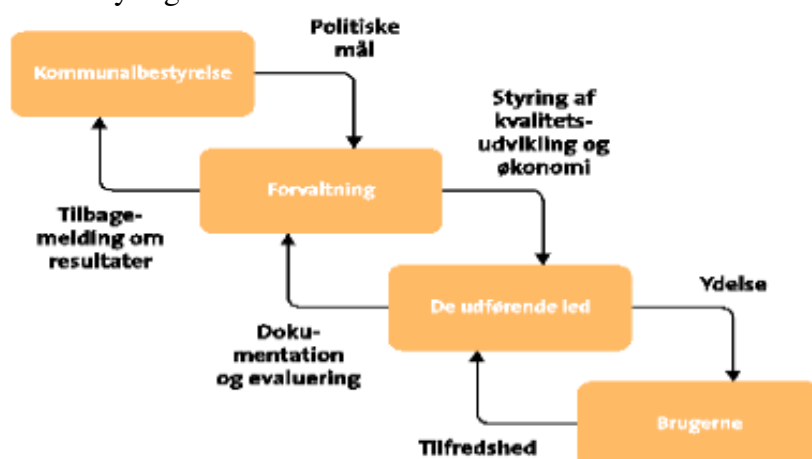 Politiske
mål
Kommunalbestyrelse
Styring af
kvalitets-
udvikling og
økonomi
Forvaltning
Tilbage-
melding om
resultater
De udførende led
Ydelse
Doku-
mentation
og evaluering
Brugerne
Tilfredshed